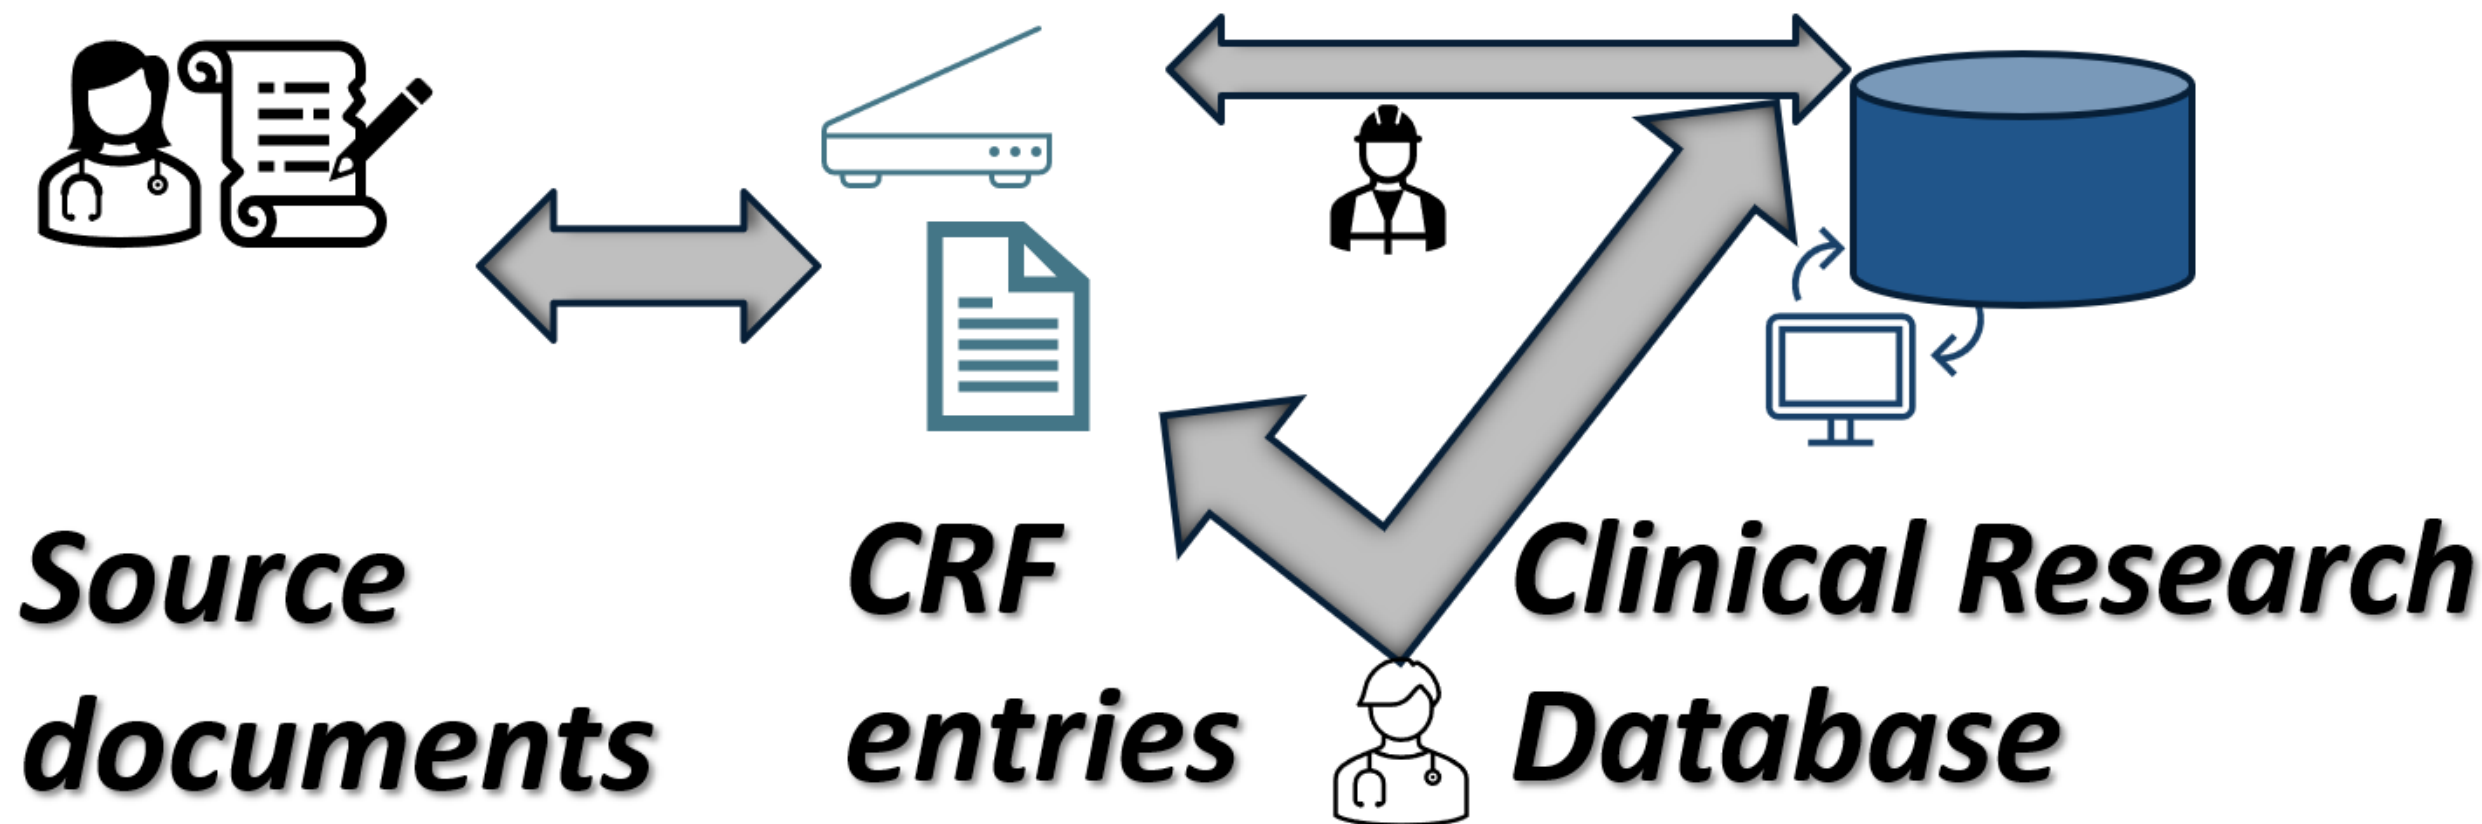 Source
documents
CRF
entries
Clinical Research
Database